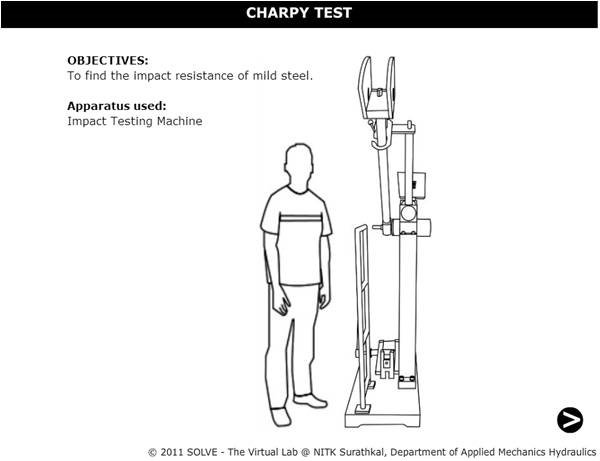 CHARPY TEST
OBJECTIVES:
To find the impact resistance of mild steel.
Apparatus used:
Impact Testing Machine
© 2011 SOLVE - The Virtual Lab @ NITK Surathkal, Department of Applied Mechanics Hydraulics